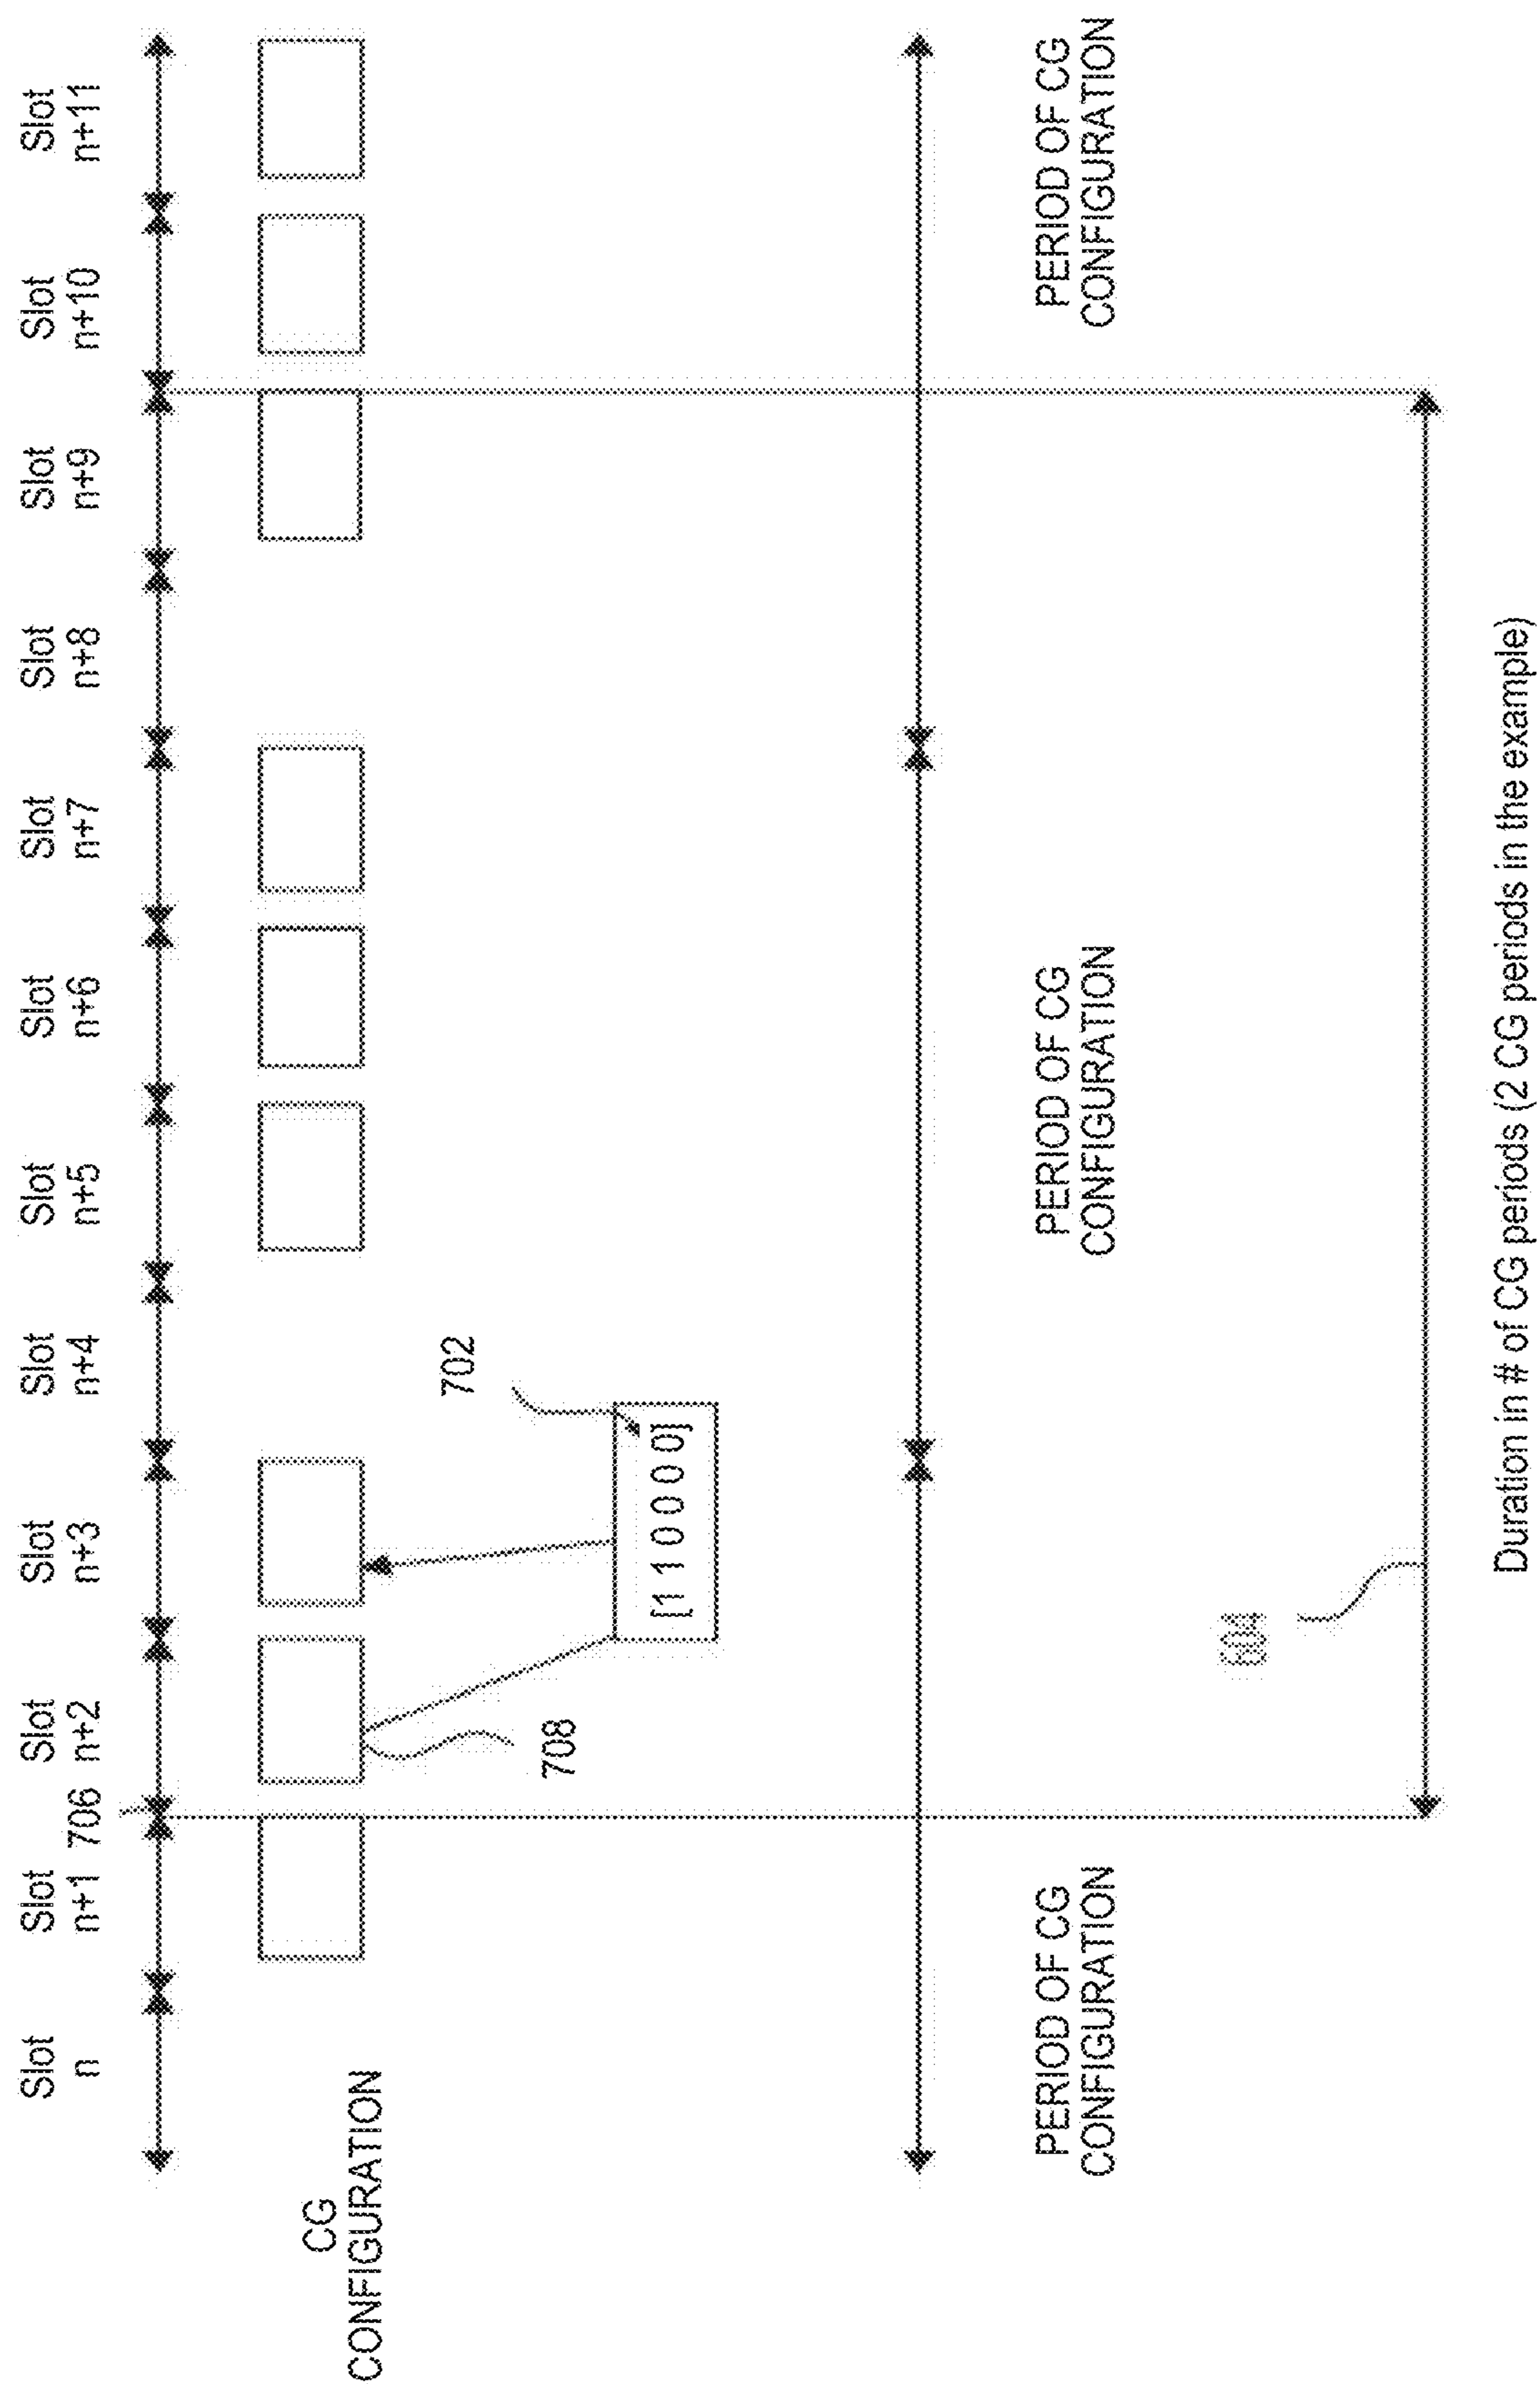 Slot
n
Slot
n+1
706
Slot
n+2
Slot
n+3
Slot
n+4
Slot
n+5
Slot
n+6
Slot
n+7
Slot
n+8
Slot
n+9
Slot
n+10
Slot
n+11
CG
CONFIGURATION
702
708
[1 1 0 0 0 0]
PERIOD OF CG
CONFIGURATION
PERIOD OF CG
CONFIGURATION
PERIOD OF CG
CONFIGURATION
604
Duration in # of CG periods (2 CG periods in the example)